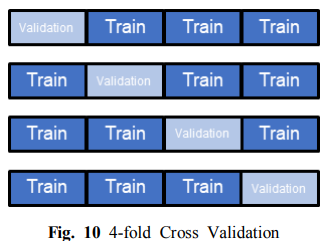 Validation Train Train Train
Train Validation Train Train
Train Train Validation Train
Train Train Train Validation
Fig. 10 4-fold Cross Validation